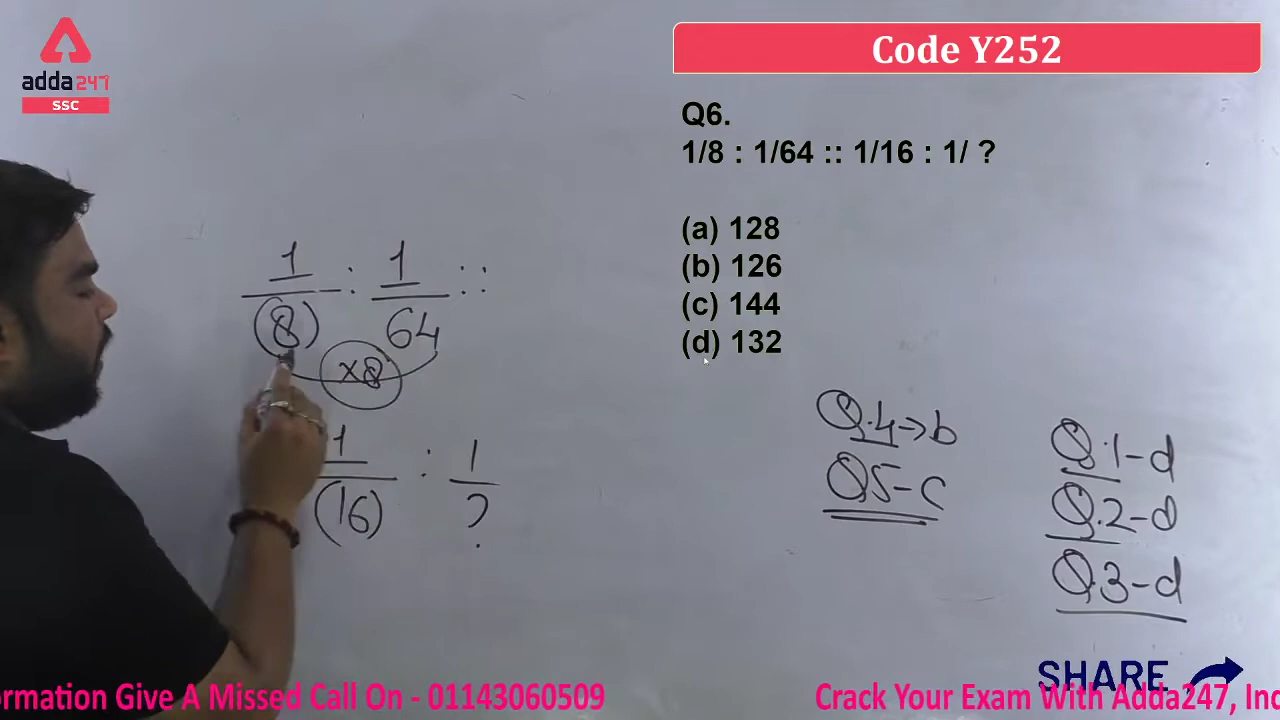 adda247
SSC
Code Y252
Q6.
1/8 : 1/64 :: 1/16 : 1/ ?
(a) 128
(b) 126
(c) 144
(d) 132
1 : 1 ::
(8) 64
×8
1 : 1
(16) ?
Q.4→b
Q5-c
Q.1-d
Q.2-d
Q.3-d
SHARE
ormation Give A Missed Call On - 01143060509
Crack Your Exam With Adda247, Inc